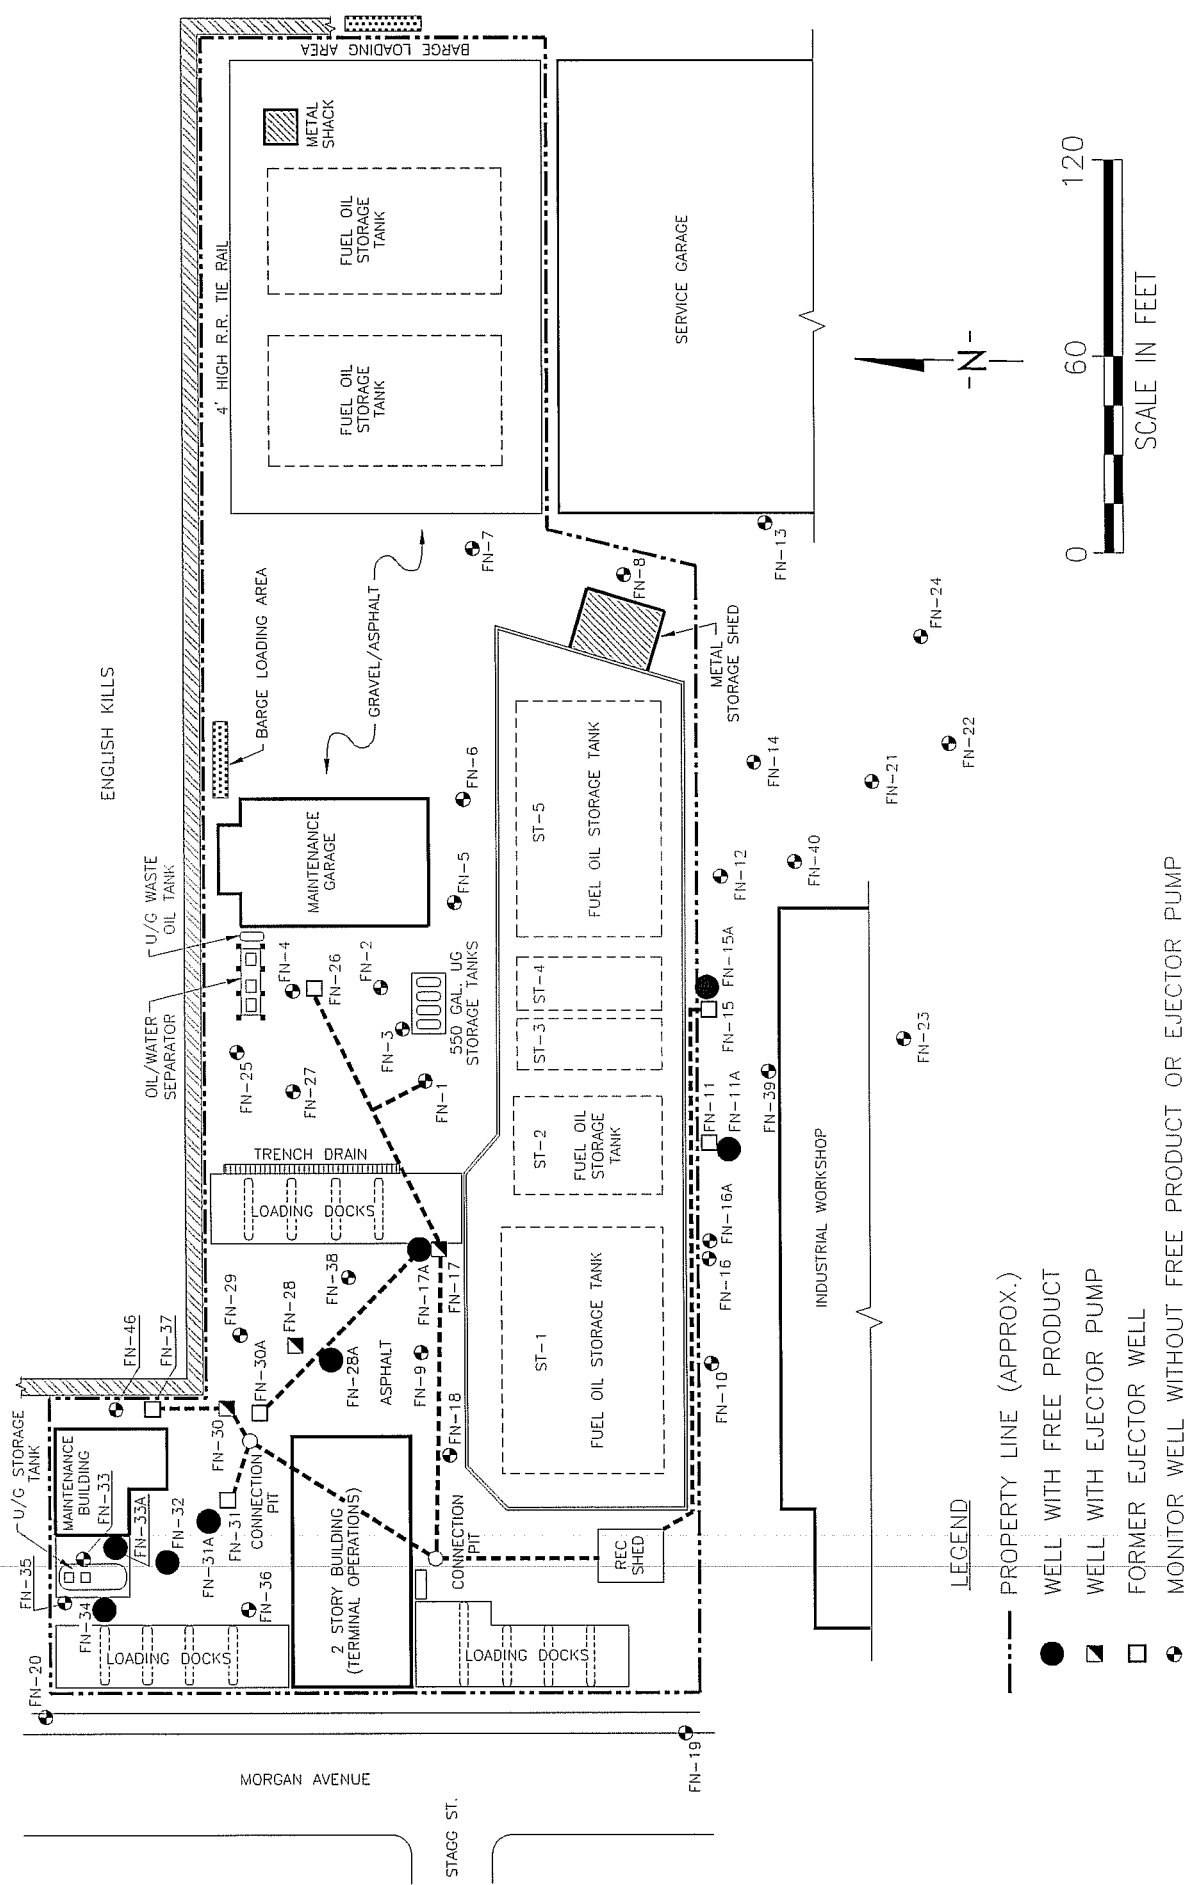 ENGLISH KILLS
MORGAN AVENUE
STAGG ST.
FN-20
FN-35
U/G STORAGE
TANK
MAINTENANCE
BUILDING
FN-33
FN-33A
FN-34
FN-32
FN-31A
FN-31
FN-36
FN-30
CONNECTION
PIT
FN-46
FN-37
FN-29
FN-30A
FN-28
FN-28A
FN-38
ASPHALT
FN-9
FN-18
FN-17A
FN-17
LOADING DOCKS
2 STORY BUILDING
(TERMINAL OPERATIONS)
LOADING DOCKS
CONNECTION
PIT
REC
SHED
FN-19
LOADING DOCKS
TRENCH DRAIN
OIL/WATER
SEPARATOR
U/G WASTE
OIL TANK
FN-25
FN-27
FN-4
FN-26
FN-2
FN-3
FN-1
550 GAL. UG
STORAGE TANKS
MAINTENANCE
GARAGE
BARGE LOADING AREA
FN-5
FN-6
GRAVEL/ASPHALT
FN-7
FN-8
4' HIGH R.R. TIE RAIL
FUEL OIL
STORAGE
TANK
FUEL OIL
STORAGE
TANK
METAL
SHACK
BARGE LOADING AREA
SERVICE GARAGE
ST-1
FUEL OIL STORAGE TANK
ST-2
FUEL OIL
STORAGE
TANK
ST-3
ST-4
ST-5
FUEL OIL STORAGE TANK
METAL
STORAGE SHED
FN-10
FN-16
FN-16A
FN-11
FN-11A
FN-15
FN-15A
FN-39
FN-12
FN-40
FN-14
FN-13
FN-21
FN-22
FN-23
FN-24
INDUSTRIAL WORKSHOP
-N-
0
60
120
SCALE IN FEET
LEGEND
PROPERTY LINE (APPROX.)
WELL WITH FREE PRODUCT
WELL WITH EJECTOR PUMP
FORMER EJECTOR WELL
MONITOR WELL WITHOUT FREE PRODUCT OR EJECTOR PUMP